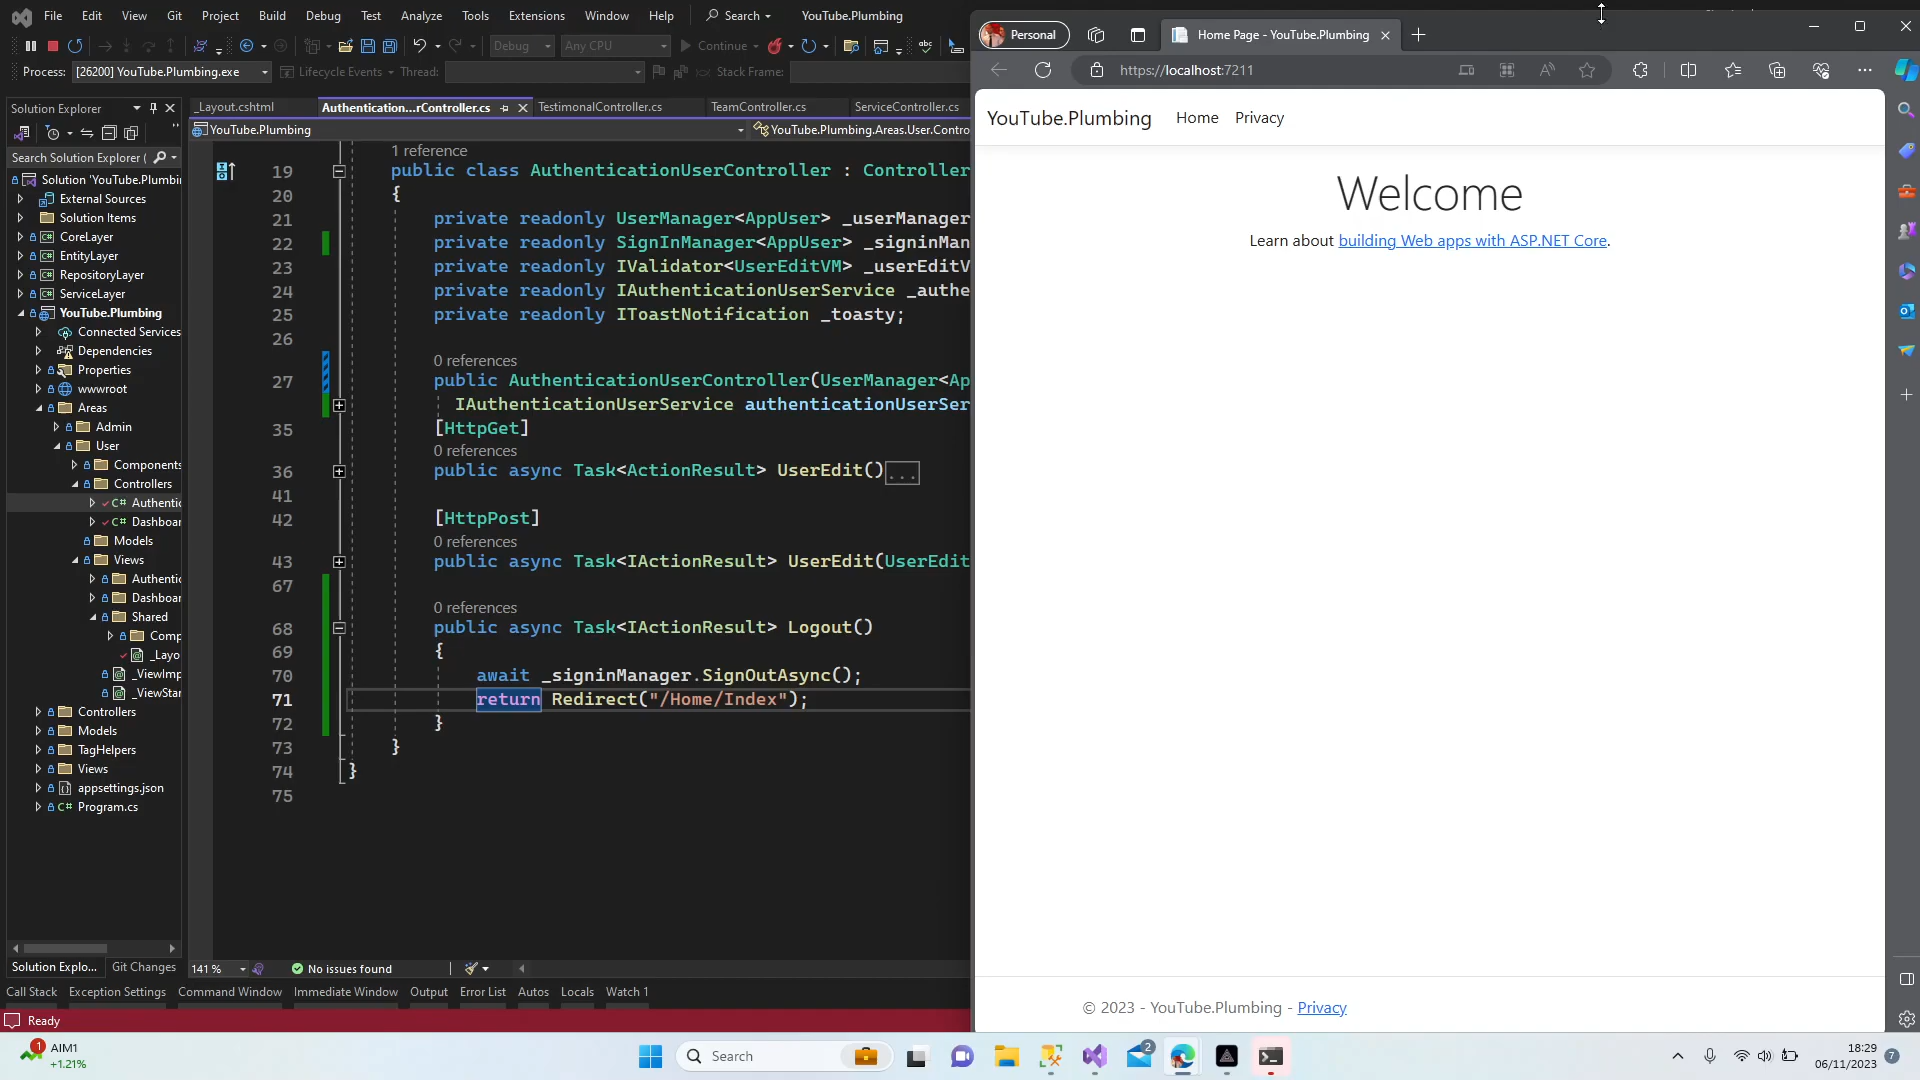 File Edit View Git Project Build Debug Test Analyze Tools Extensions Window Help Search YouTube.Plumbing
Debug Any CPU Continue
Process: [26200] YouTube.Plumbing.exe Lifecycle Events Thread: Stack Frame:
Solution Explorer
Search Solution Explorer (
Solution 'YouTube.Plumbi
External Sources
Solution Items
CoreLayer
EntityLayer
RepositoryLayer
ServiceLayer
YouTube.Plumbing
Connected Services
Dependencies
Properties
wwwroot
Areas
Admin
User
Components
Controllers
C# Authentic
C# Dashboar
Models
Views
Authentic
Dashboar
Shared
Comp
_Layo
_ViewImp
_ViewStar
Controllers
Models
TagHelpers
Views
appsettings.json
C# Program.cs
Solution Explo... Git Changes
_Layout.cshtml Authentication...rController.cs TestimonalController.cs TeamController.cs ServiceController.cs
YouTube.Plumbing YouTube.Plumbing.Areas.User.Contro
1 reference
19 public class AuthenticationUserController : Controller
20 {
21 private readonly UserManager<AppUser> _userManager
22 private readonly SignInManager<AppUser> _signinMan
23 private readonly IValidator<UserEditVM> _userEditV
24 private readonly IAuthenticationUserService _authe
25 private readonly IToastNotification _toasty;
26
0 references
27 public AuthenticationUserController(UserManager<Ap
IAuthenticationUserService authenticationUserSer
35 [HttpGet]
0 references
36 public async Task<ActionResult> UserEdit()...
41
42 [HttpPost]
0 references
43 public async Task<IActionResult> UserEdit(UserEdit
67
0 references
68 public async Task<IActionResult> Logout()
69 {
70 await _signinManager.SignOutAsync();
71 return Redirect("/Home/Index");
72 }
73 }
74 }
75
141 % No issues found
Call Stack Exception Settings Command Window Immediate Window Output Error List Autos Locals Watch 1
Ready
Personal Home Page - YouTube.Plumbing
https://localhost:7211
YouTube.Plumbing Home Privacy
Welcome
Learn about building Web apps with ASP.NET Core.
© 2023 - YouTube.Plumbing - Privacy
1 AIM1
+1.21%
Search
2
18:29
06/11/2023
7